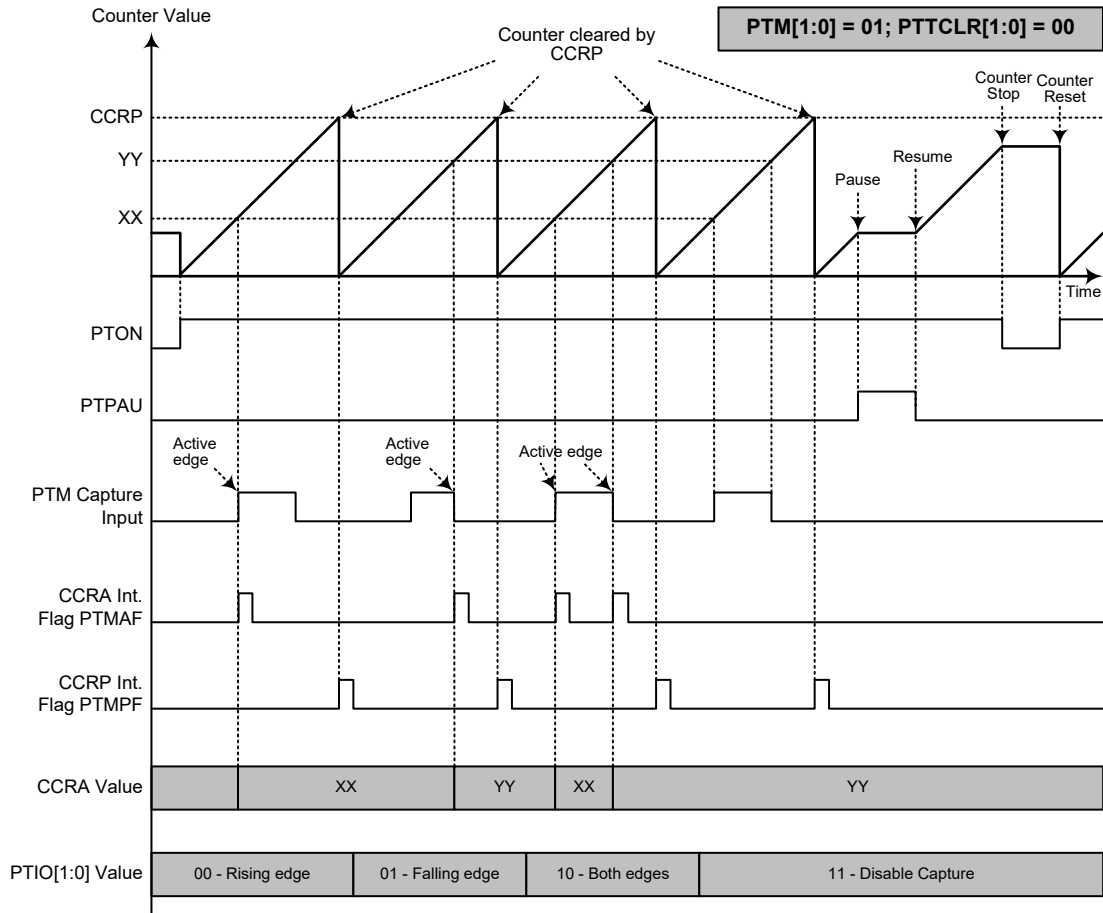 Counter Value
PTM[1:0] = 01; PTTCLR[1:0] = 00
Counter cleared by
CCRP
Counter
Stop
Counter
Reset
CCRP
YY
Resume
Pause
XX
Time
PTON
PTPAU
Active
edge
Active
edge
Active edge
PTM Capture
Input
CCRA Int.
Flag PTMAF
CCRP Int.
Flag PTMPF
CCRA Value
XX
YY
XX
YY
PTIO[1:0] Value
00 - Rising edge
01 - Falling edge
10 - Both edges
11 - Disable Capture